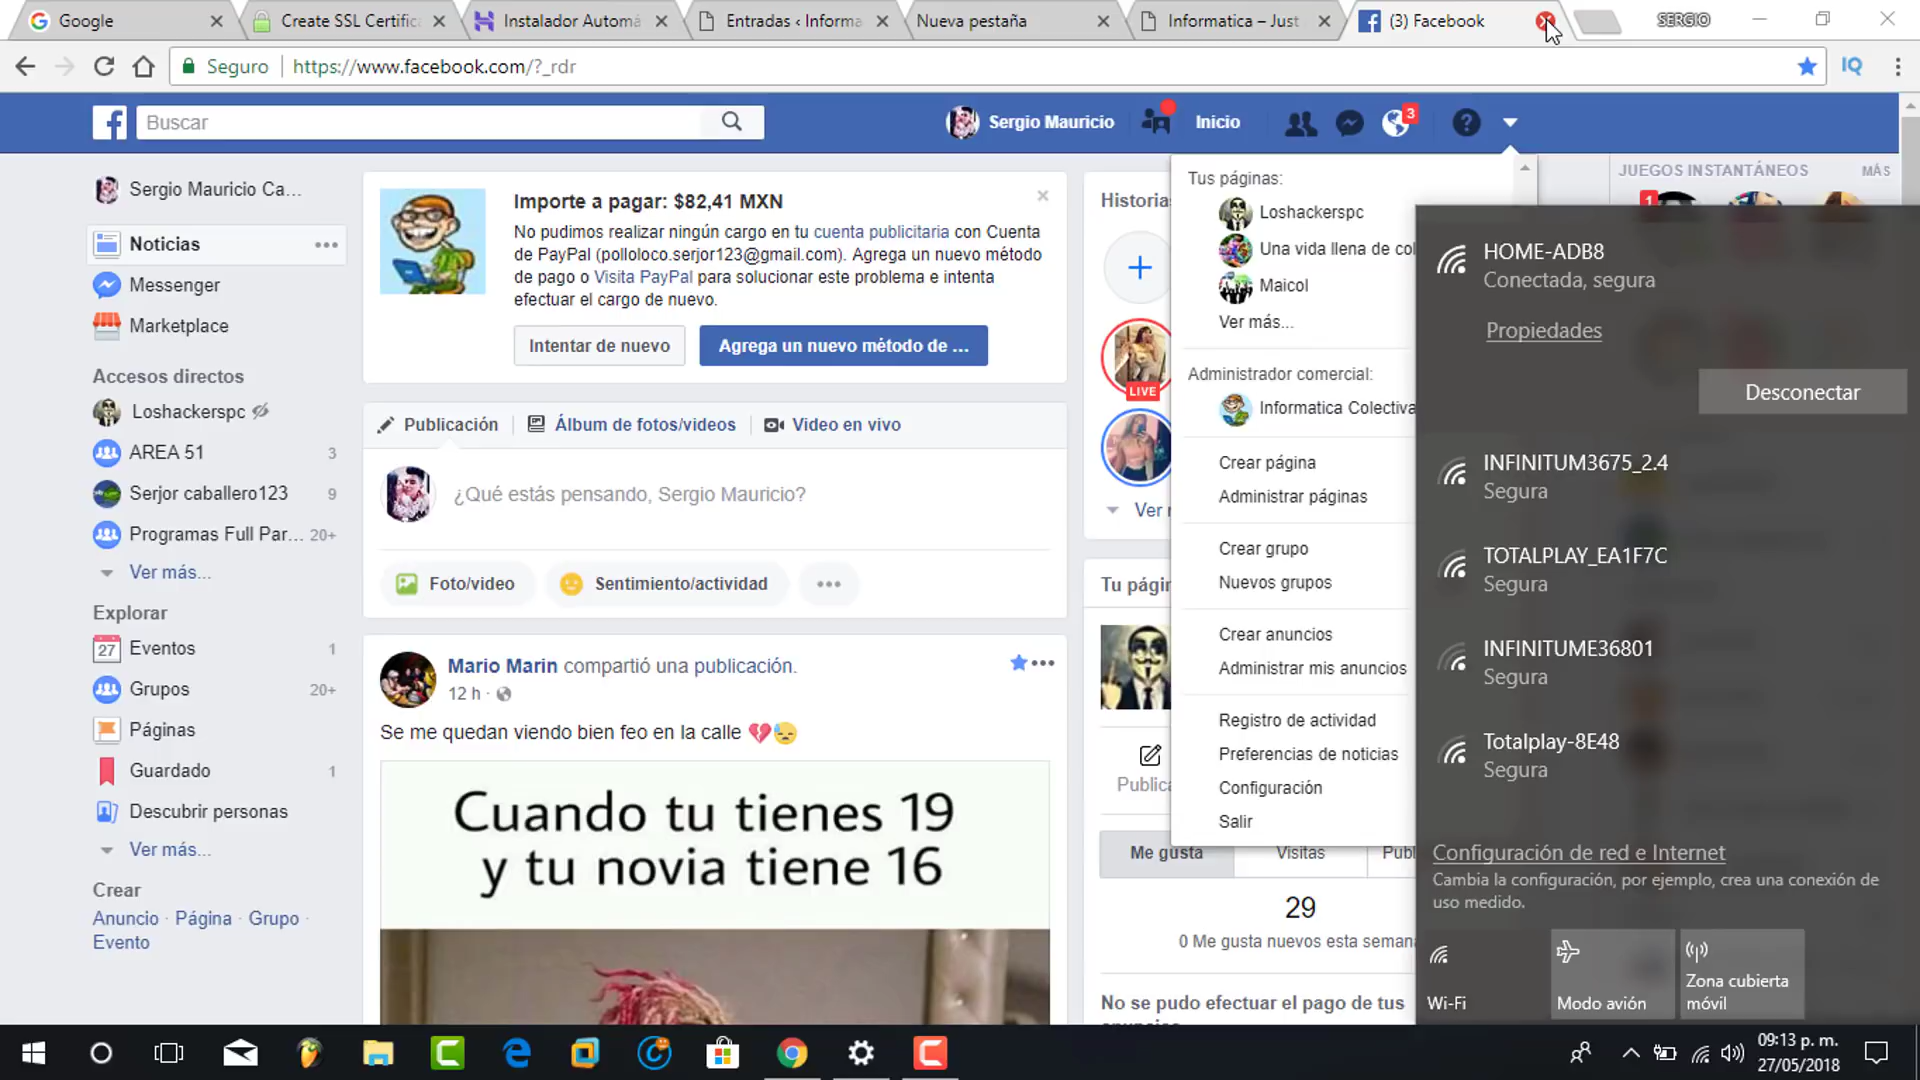 Google
Create SSL Certifica
Instalador Automá
Entradas ‹ Informa
Nueva pestaña
Informatica – Just
(3) Facebook
SERGIO
Seguro
https://www.facebook.com/?_rdr
IQ
Buscar
Sergio Mauricio
Inicio
3
Sergio Mauricio Ca...
Noticias
Messenger
Marketplace
Accesos directos
Loshackerspc
AREA 51 3
Serjor caballero123 9
Programas Full Par... 20+
Ver más...
Explorar
27
Eventos 1
Grupos 20+
Páginas
Guardado 1
Descubrir personas
Ver más...
Crear
Anuncio · Página · Grupo ·
Evento
Importe a pagar: $82,41 MXN
No pudimos realizar ningún cargo en tu cuenta publicitaria con Cuenta
de PayPal (polloloco.serjor123@gmail.com). Agrega un nuevo método
de pago o Visita PayPal para solucionar este problema e intenta
efectuar el cargo de nuevo.
Intentar de nuevo
Agrega un nuevo método de ...
Publicación
Álbum de fotos/videos
Video en vivo
¿Qué estás pensando, Sergio Mauricio?
Foto/video
Sentimiento/actividad
Mario Marin compartió una publicación.
12 h ·
Se me quedan viendo bien feo en la calle
Cuando tu tienes 19
y tu novia tiene 16
Historia
LIVE
Ver
Tu págir
Publica
Me gusta
Visitas
Publ
29
0 Me gusta nuevos esta semana
No se pudo efectuar el pago de tus
Tus páginas:
Loshackerspc
Una vida llena de col
Maicol
Ver más...
Administrador comercial:
Informatica Colectiva
Crear página
Administrar páginas
Crear grupo
Nuevos grupos
Crear anuncios
Administrar mis anuncios
Registro de actividad
Preferencias de noticias
Configuración
Salir
JUEGOS INSTANTÁNEOS
MÁS
1
HOME-ADB8
Conectada, segura
Propiedades
Desconectar
INFINITUM3675_2.4
Segura
TOTALPLAY_EA1F7C
Segura
INFINITUME36801
Segura
Totalplay-8E48
Segura
Configuración de red e Internet
Cambia la configuración, por ejemplo, crea una conexión de
uso medido.
Wi-Fi
Modo avión
Zona cubierta
móvil
09:13 p. m.
27/05/2018